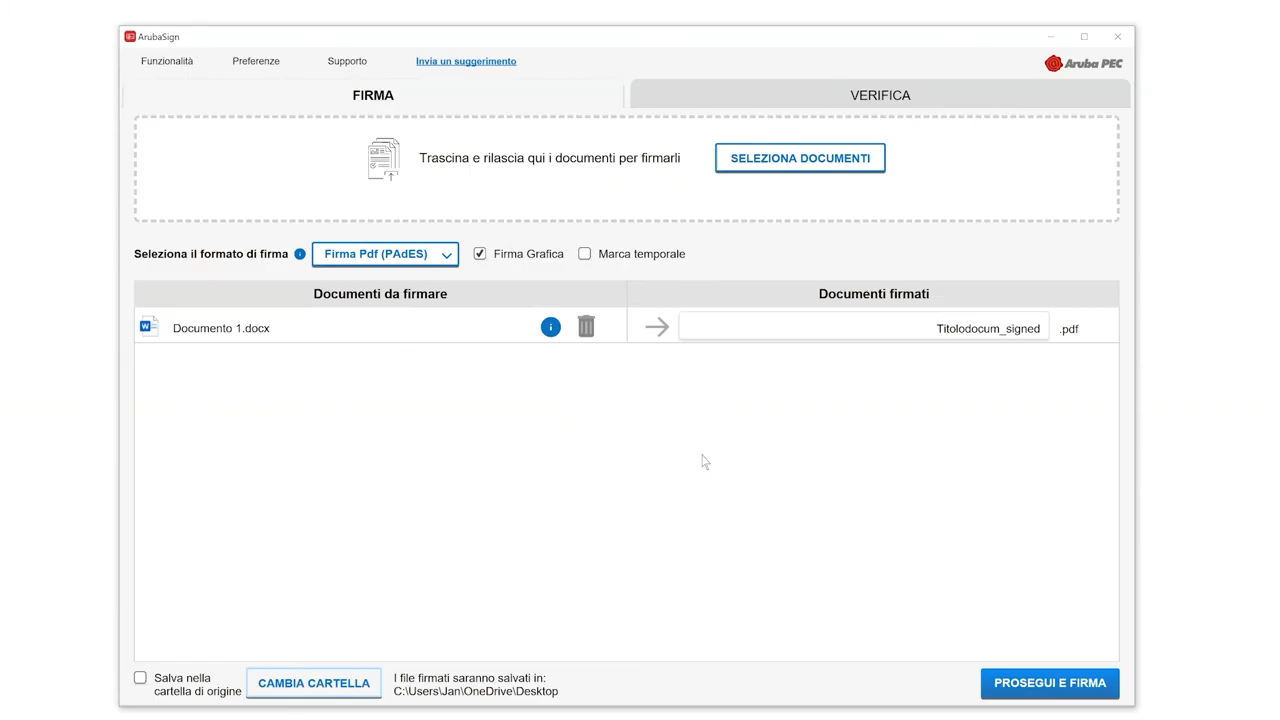 ArubaSign
Funzionalità Preferenze Supporto Invia un suggerimento
Aruba PEC
FIRMA VERIFICA
Trascina e rilascia qui i documenti per firmarli SELEZIONA DOCUMENTI
Seleziona il formato di firma i Firma Pdf (PAdES) Firma Grafica Marca temporale
Documenti da firmare Documenti firmati
W Documento 1.docx i Titolodocum_signed .pdf
Salva nella
cartella di origine
CAMBIA CARTELLA
I file firmati saranno salvati in:
C:\Users\Jan\OneDrive\Desktop
PROSEGUI E FIRMA